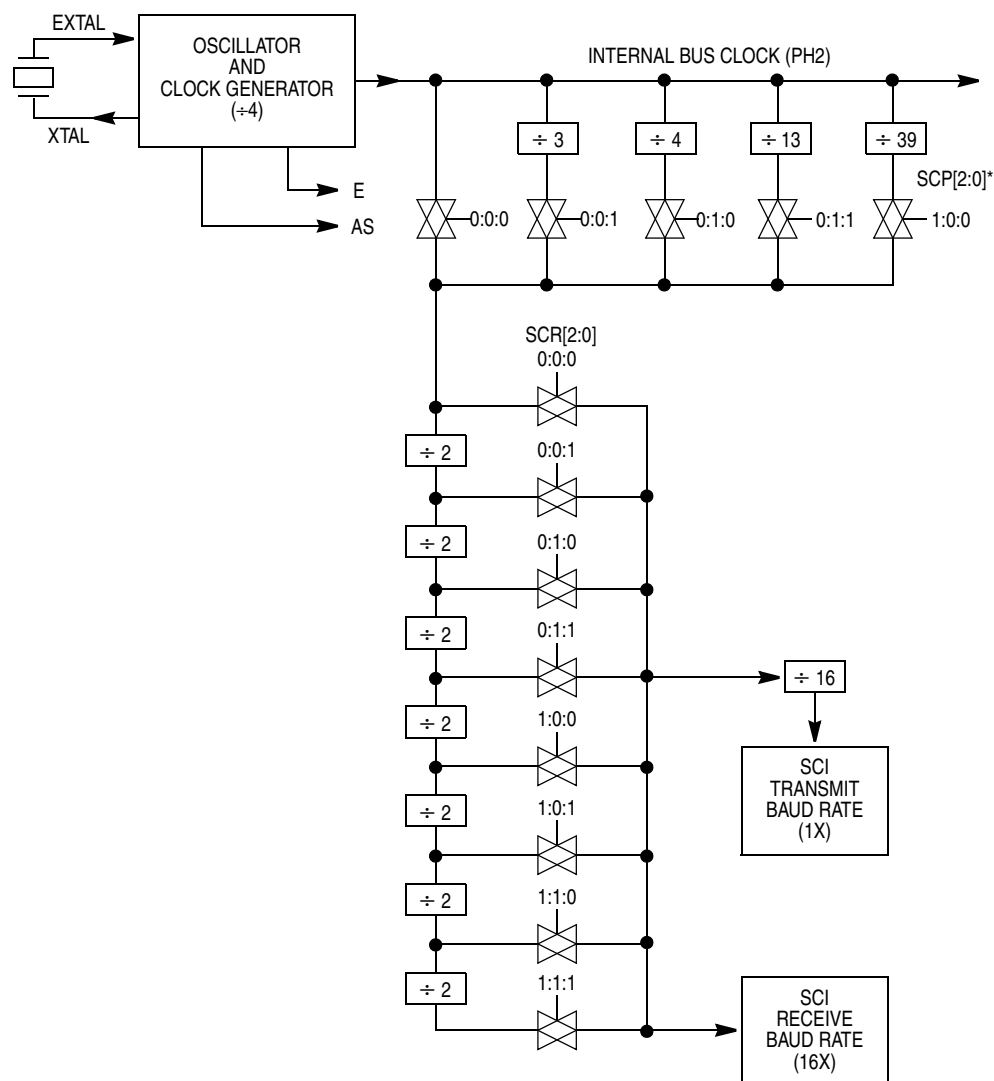 EXTAL
XTAL
OSCILLATOR
AND
CLOCK GENERATOR
(÷4)
E
AS
INTERNAL BUS CLOCK (PH2)
÷ 3
÷ 4
÷ 13
÷ 39
SCP[2:0]*
0:0:0
0:0:1
0:1:0
0:1:1
1:0:0
SCR[2:0]
0:0:0
÷ 2
0:0:1
÷ 2
0:1:0
÷ 2
0:1:1
÷ 2
1:0:0
÷ 2
1:0:1
÷ 2
1:1:0
÷ 2
1:1:1
÷ 16
SCI
TRANSMIT
BAUD RATE
(1X)
SCI
RECEIVE
BAUD RATE
(16X)